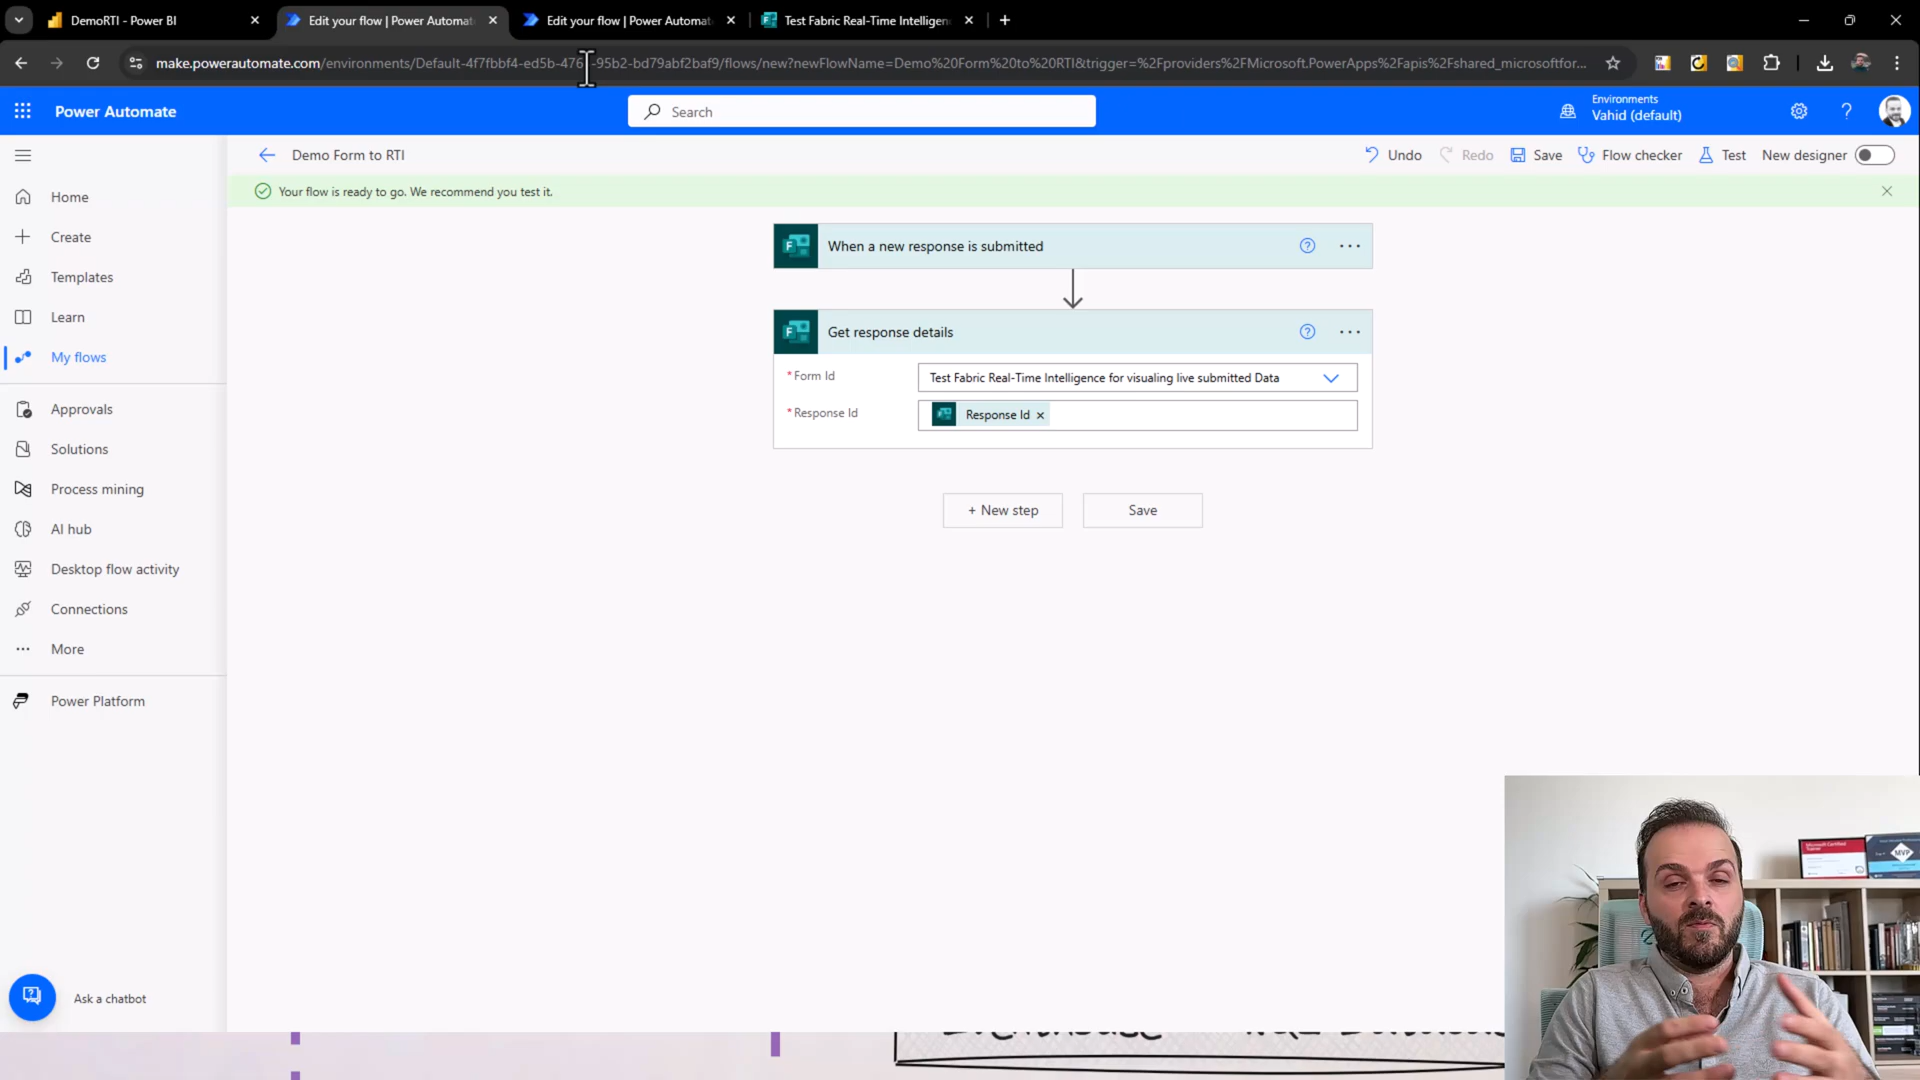 DemoRTI - Power BI
Edit your flow | Power Automat
Edit your flow | Power Automat
Test Fabric Real-Time Intelligen
make.powerautomate.com/environments/Default-4f7fbbf4-ed5b-476
-95b2-bd79abf2baf9/flows/new?newFlowName=Demo%20Form%20to%20RTI&trigger=%2Fproviders%2FMicrosoft.PowerApps%2Fapis%2Fshared_microsoftfor...
Power Automate
Search
Environments
Vahid (default)
Demo Form to RTI
Undo
Redo
Save
Flow checker
Test
New designer
Your flow is ready to go. We recommend you test it.
Home
Create
Templates
Learn
My flows
Approvals
Solutions
Process mining
AI hub
Desktop flow activity
Connections
More
Power Platform
Ask a chatbot
When a new response is submitted
Get response details
* Form Id
Test Fabric Real-Time Intelligence for visualing live submitted Data
* Response Id
Response Id
+ New step
Save
MVP